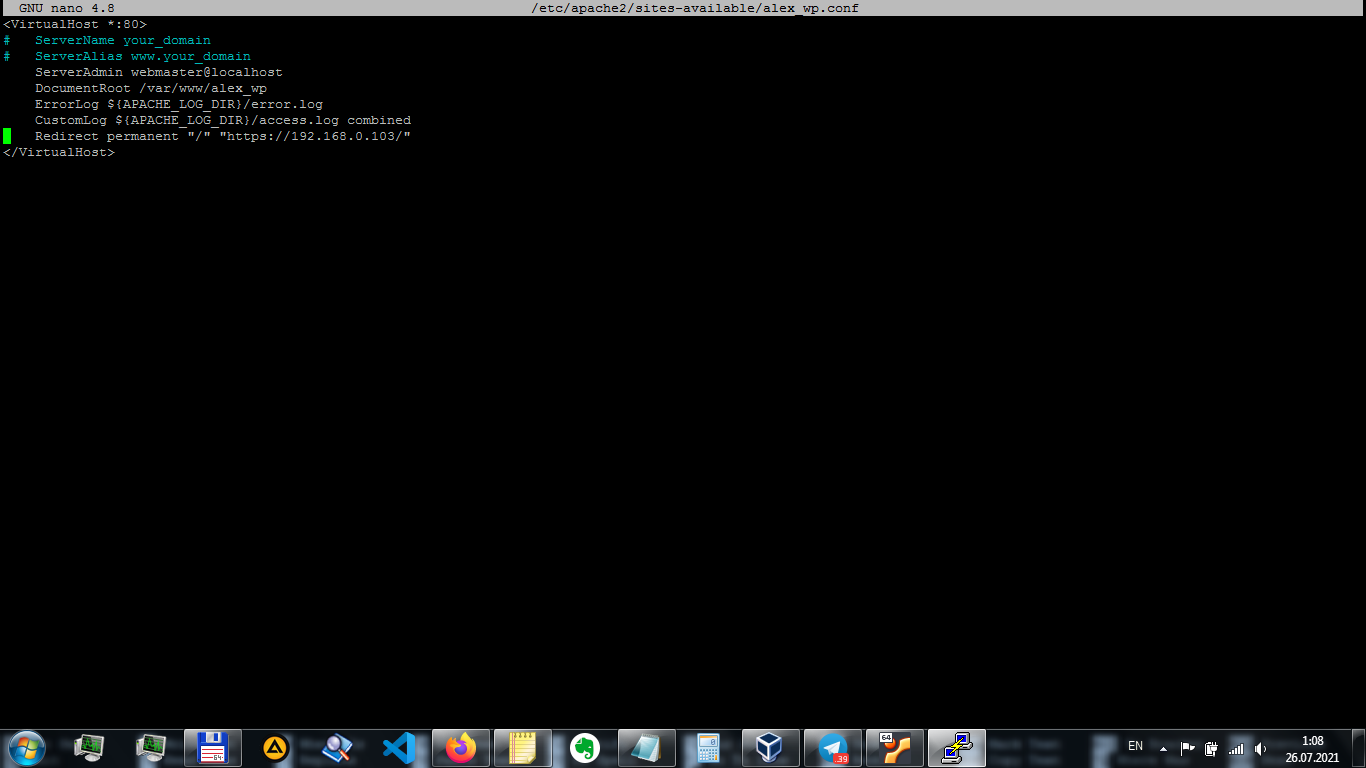 GNU nano 4.8 /etc/apache2/sites-available/alex_wp.conf
<VirtualHost *:80>
#   ServerName your_domain
#   ServerAlias www.your_domain
    ServerAdmin webmaster@localhost
    DocumentRoot /var/www/alex_wp
    ErrorLog ${APACHE_LOG_DIR}/error.log
    CustomLog ${APACHE_LOG_DIR}/access.log combined
    Redirect permanent "/" "https://192.168.0.103/"
</VirtualHost>
64
39
64
EN
1:08
26.07.2021